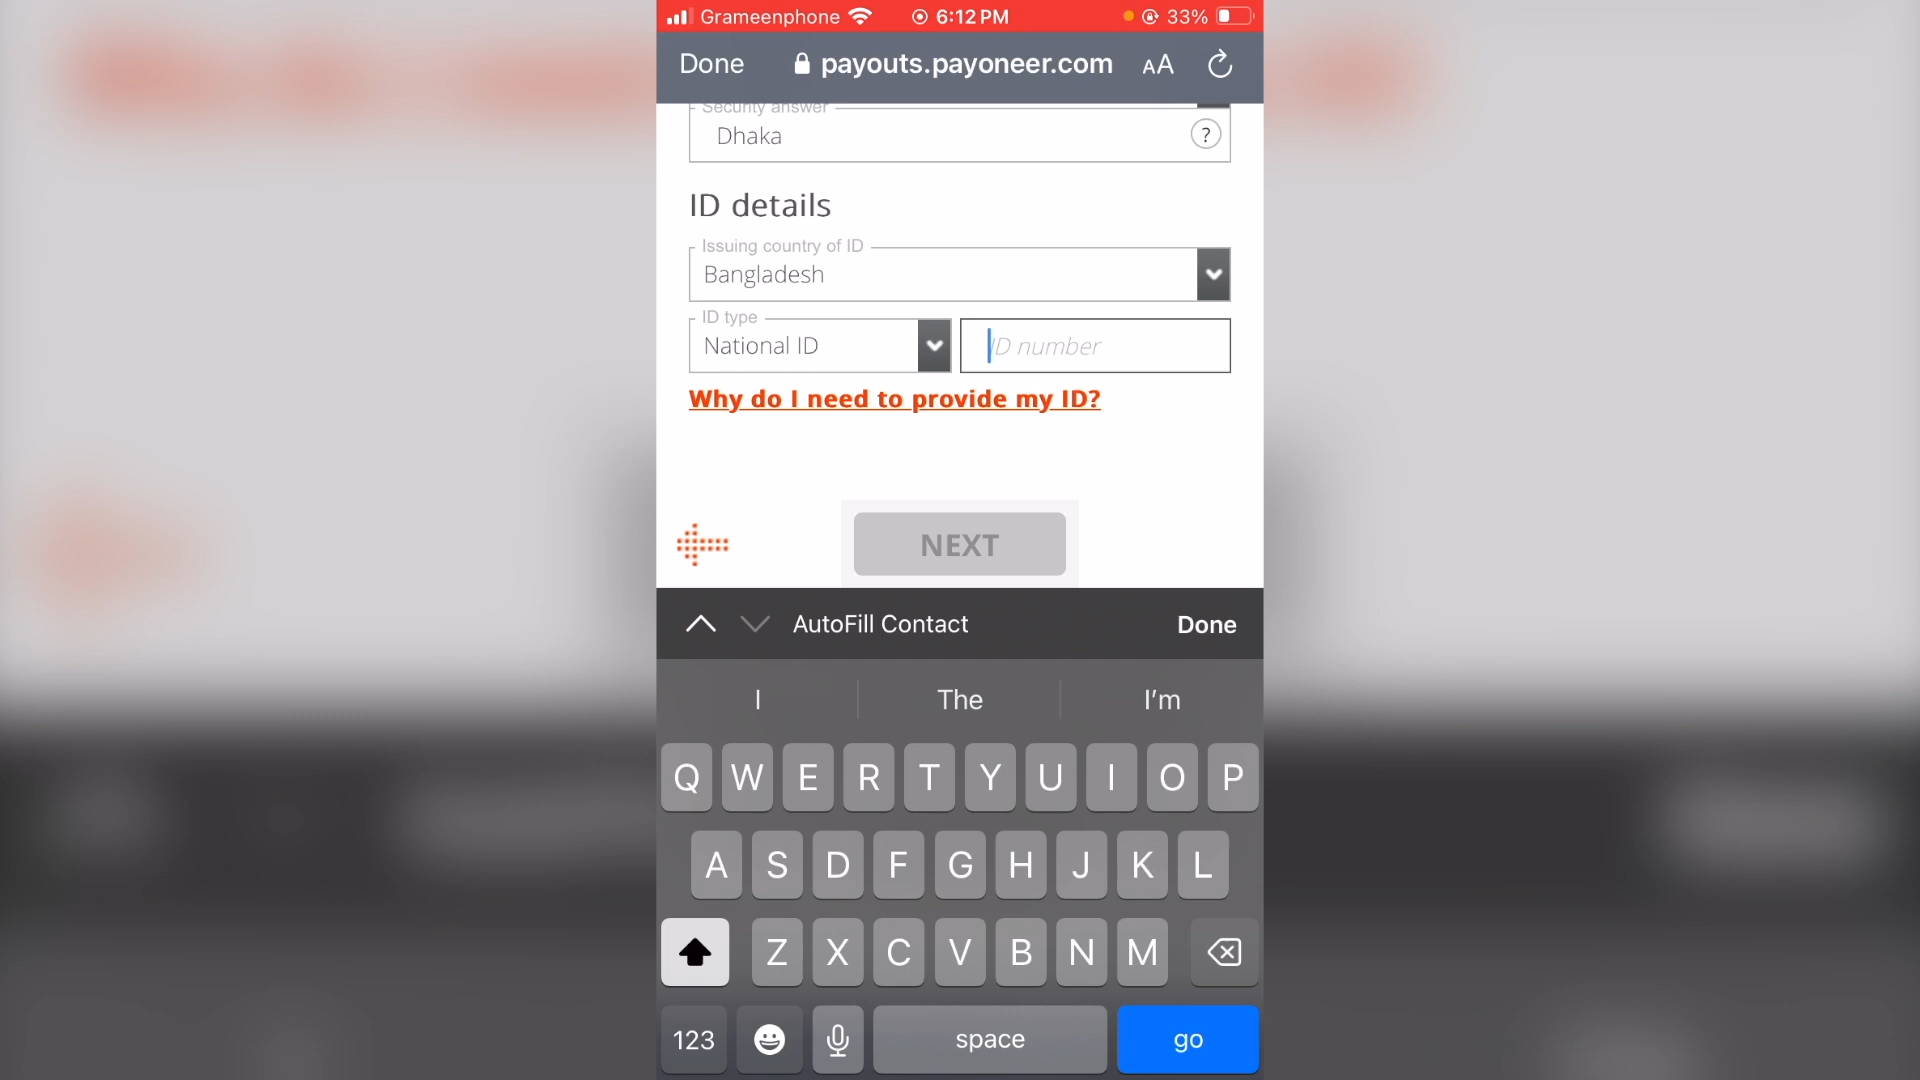 Grameenphone 6:12 PM 33%
Done payouts.payoneer.com AA
Security answer
Dhaka ?
ID details
Issuing country of ID
Bangladesh
ID type
National ID ID number
Why do I need to provide my ID?
NEXT
AutoFill Contact Done
I The I'm
Q W E R T Y U I O P
A S D F G H J K L
Z X C V B N M
123 space go